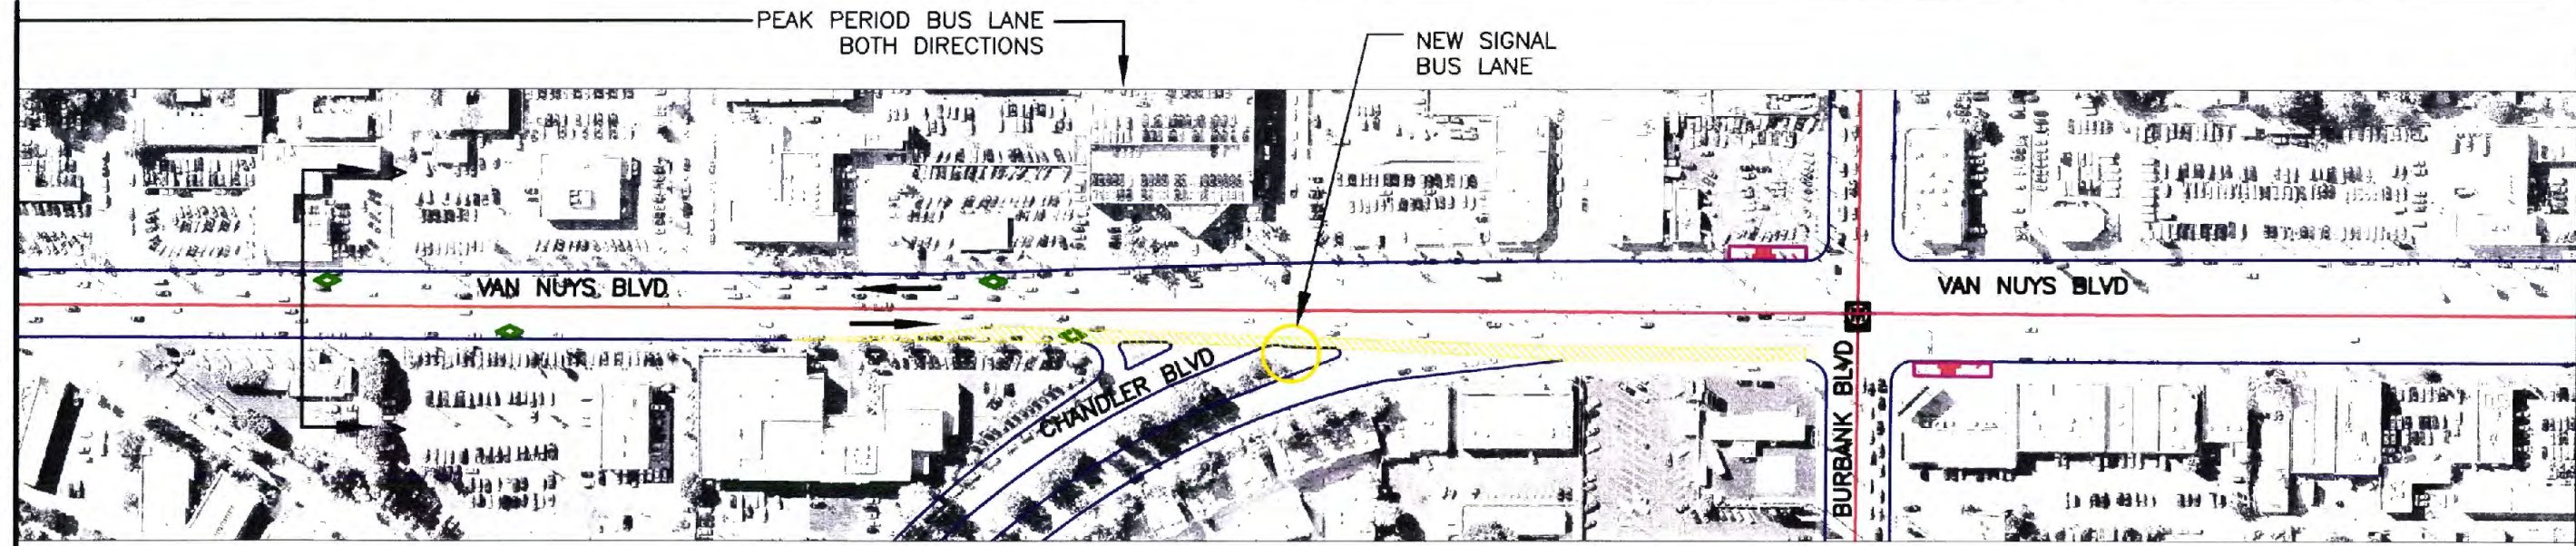 PEAK PERIOD BUS LANE
BOTH DIRECTIONS
NEW SIGNAL
BUS LANE
VAN NUYS BLVD
VAN NUYS BLVD
CHANDLER BLVD
BURBANK BLVD